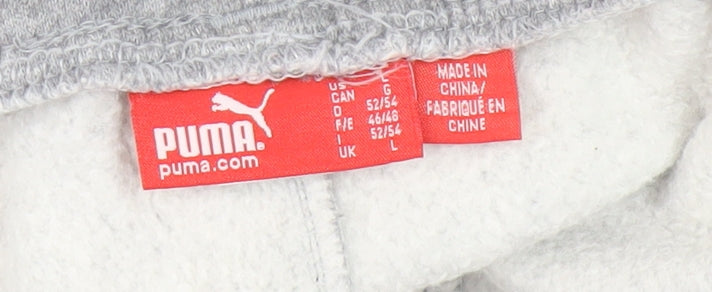 PUMA®
puma.com
US L
CAN G
D 52/54
F/E 46/48
I 52/54
UK L
MADE IN
CHINA/
FABRIQUÉ EN
CHINE